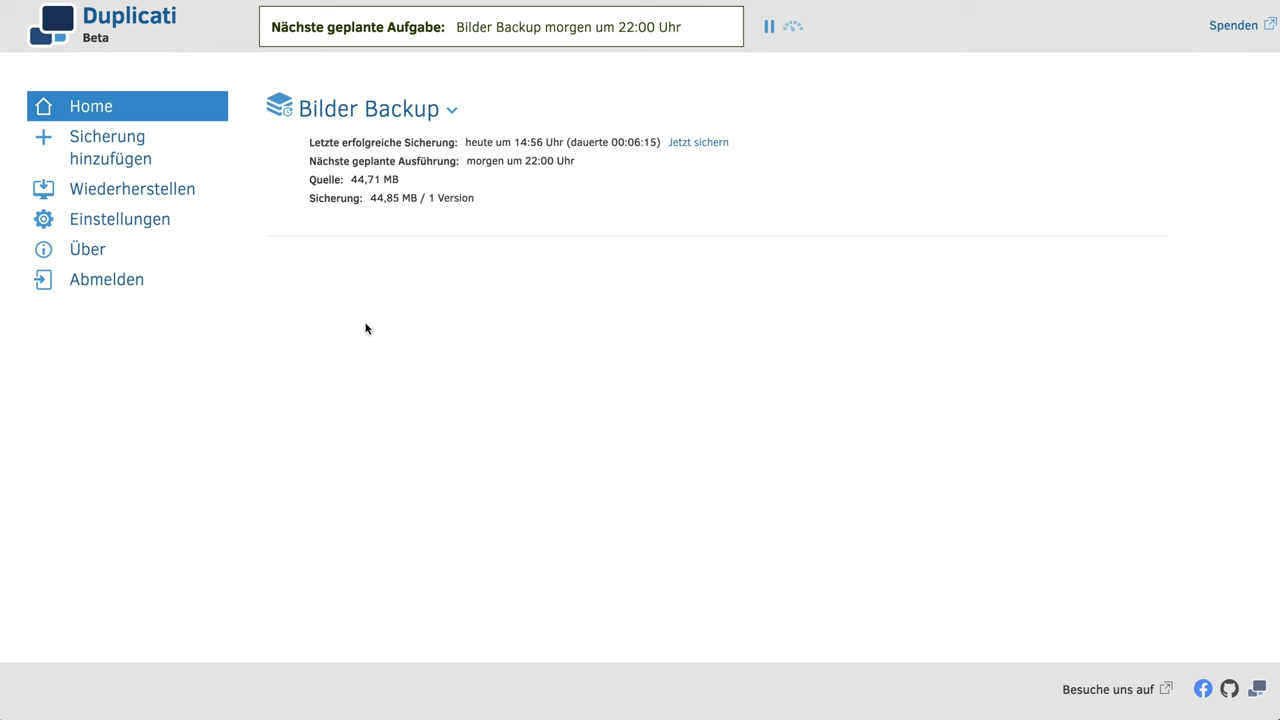 Duplicati
Beta
Nächste geplante Aufgabe: Bilder Backup morgen um 22:00 Uhr
Spenden
Home
Sicherung
hinzufügen
Wiederherstellen
Einstellungen
Über
Abmelden
Bilder Backup
Letzte erfolgreiche Sicherung: heute um 14:56 Uhr (dauerte 00:06:15) Jetzt sichern
Nächste geplante Ausführung: morgen um 22:00 Uhr
Quelle: 44,71 MB
Sicherung: 44,85 MB / 1 Version
Besuche uns auf